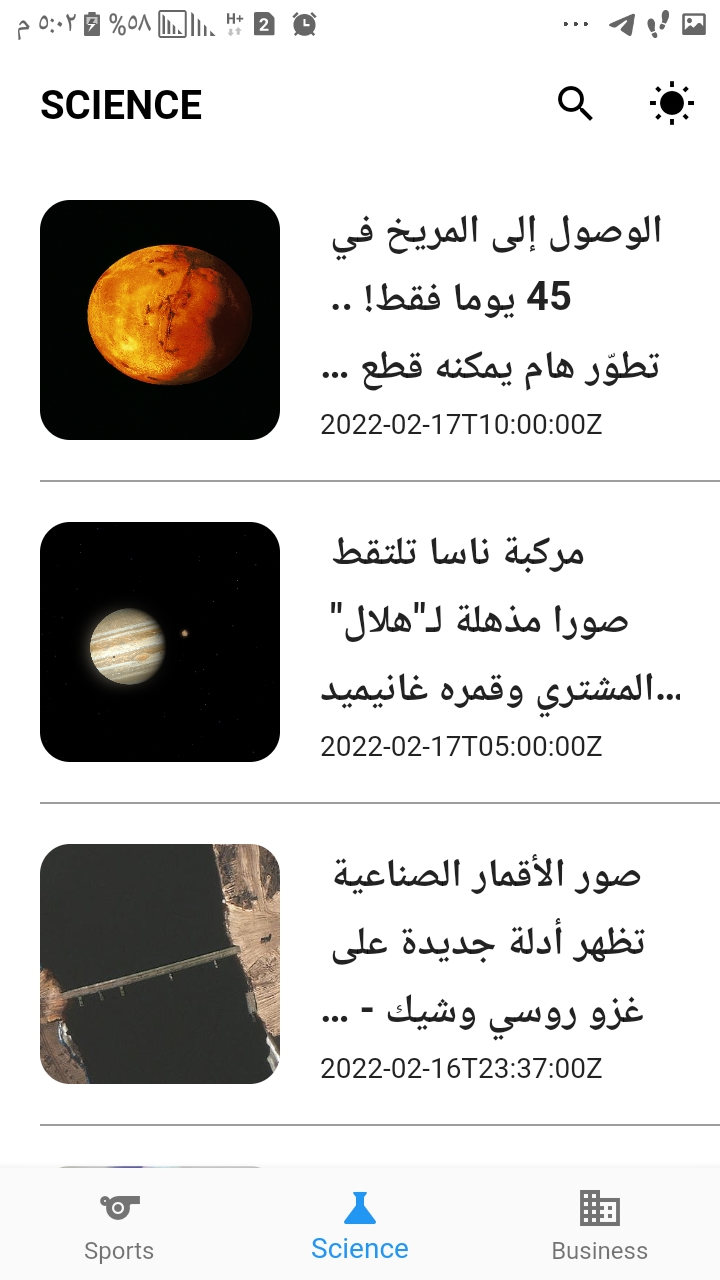 ٥:٠٢ م
%٥٨
H+
2
SCIENCE
الوصول إلى المريخ في
45 يوما فقط! ..
تطوّر هام يمكنه قطع ...
2022-02-17T10:00:00Z
مركبة ناسا تلتقط
صورا مذهلة لـ"هلال"
المشتري وقمره غانيميد...
2022-02-17T05:00:00Z
صور الأقمار الصناعية
تظهر أدلة جديدة على
غزو روسي وشيك - ...
2022-02-16T23:37:00Z
Sports
Science
Business